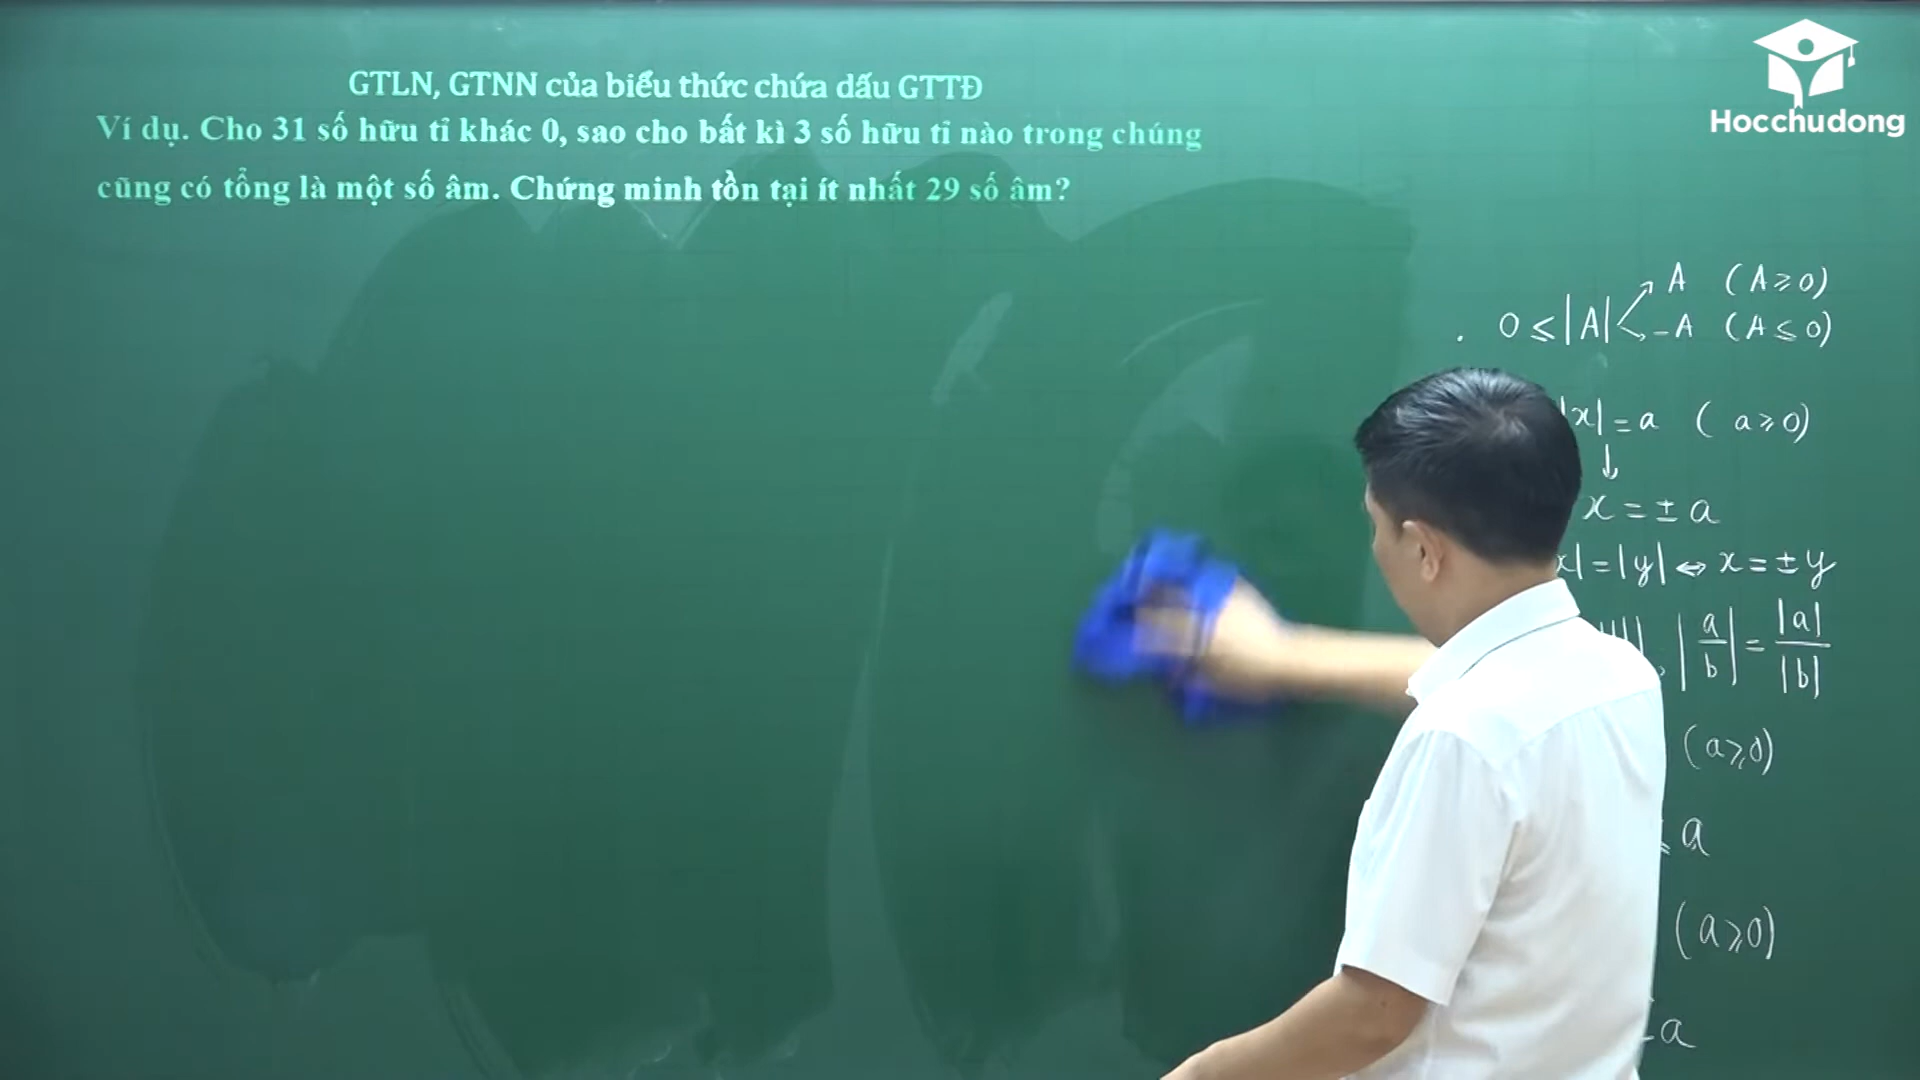 GTLN, GTNN của biểu thức chứa dấu GTTĐ
Ví dụ. Cho 31 số hữu tỉ khác 0, sao cho bất kì 3 số hữu tỉ nào trong chúng
cũng có tổng là một số âm. Chứng minh tồn tại ít nhất 29 số âm?
Hocchudong
A (A ≥ 0)
. 0 ≤ |A|
-A (A ≤ 0)
|x| = a ( a ≥ 0)
↓
x = ± a
x| = |y| ↔ x = ± y
|a/b| = |a|/|b|
(a ≥ 0)
a
(a ≥ 0)
-a